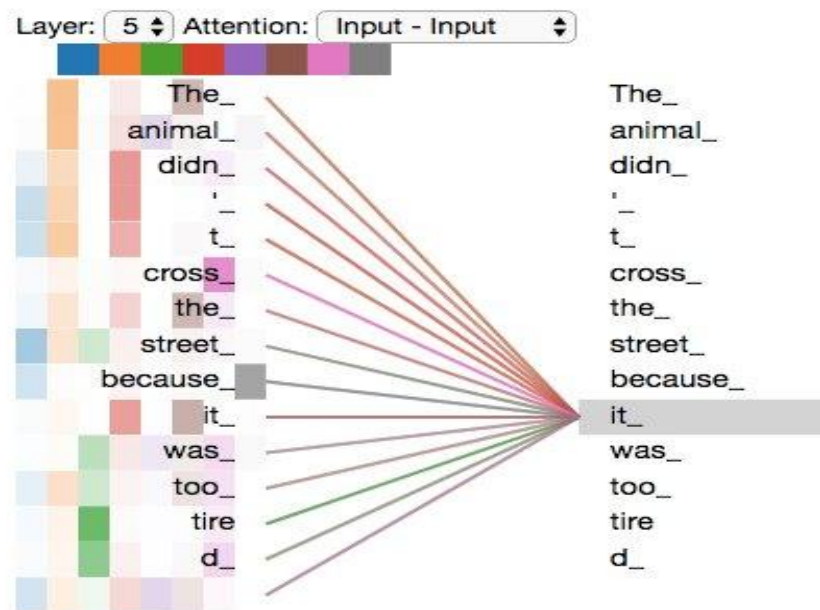 Layer: 5 Attention: Input - Input
The_ The_
animal_ animal_
didn_ didn_
'_ '_
t_ t_
cross_ cross_
the_ the_
street_ street_
because_ because_
it_ it_
was_ was_
too_ too_
tire tire
d_ d_